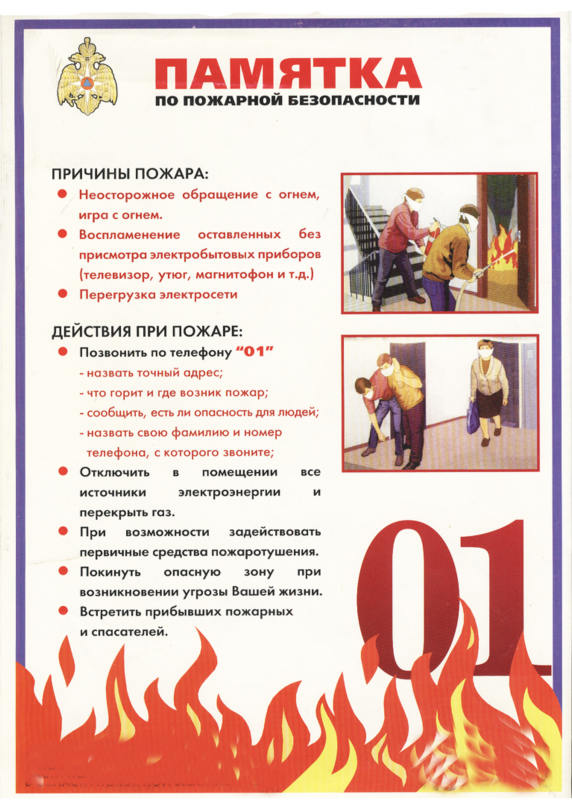 ПАМЯТКА
ПО ПОЖАРНОЙ БЕЗОПАСНОСТИ
ПРИЧИНЫ ПОЖАРА:
Неосторожное обращение с огнем,
игра с огнем.
Воспламенение оставленных без
присмотра электробытовых приборов
(телевизор, утюг, магнитофон и т.д.)
Перегрузка электросети
ДЕЙСТВИЯ ПРИ ПОЖАРЕ:
Позвонить по телефону “01”
- назвать точный адрес;
- что горит и где возник пожар;
- сообщить, есть ли опасность для людей;
- назвать свою фамилию и номер
телефона, с которого звоните;
Отключить в помещении все
источники электроэнергии и
перекрыть газ.
При возможности задействовать
первичные средства пожаротушения.
Покинуть опасную зону при
возникновении угрозы Вашей жизни.
Встретить прибывших пожарных
и спасателей.
01